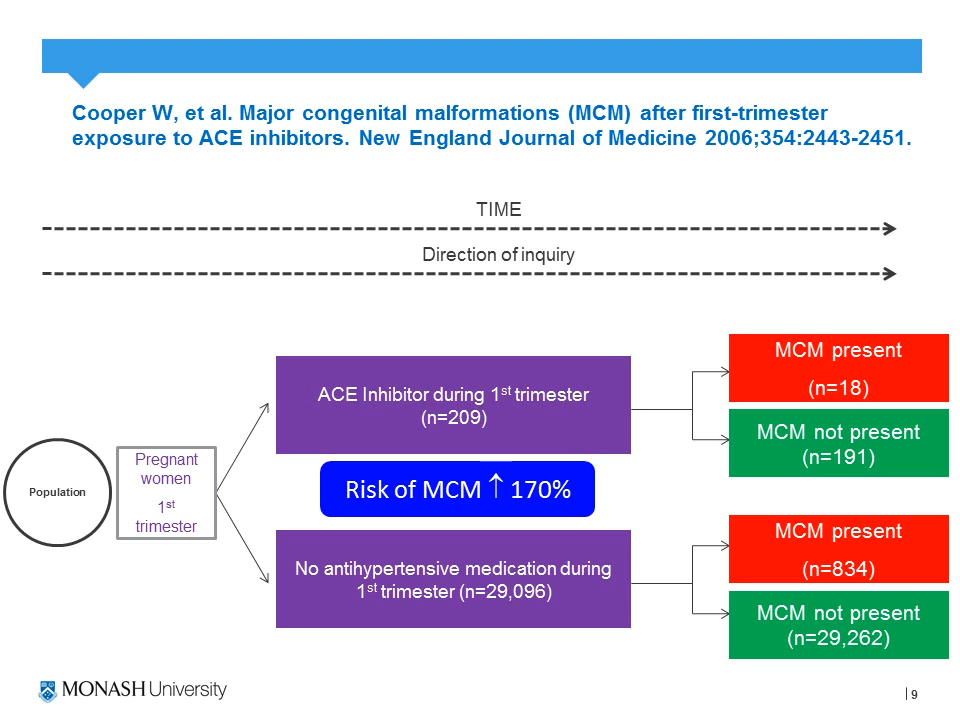 Cooper W, et al. Major congenital malformations (MCM) after first-trimester
exposure to ACE inhibitors. New England Journal of Medicine 2006;354:2443-2451.
TIME
Direction of inquiry
Population
Pregnant
women
1st
trimester
ACE Inhibitor during 1st trimester
(n=209)
MCM present
(n=18)
MCM not present
(n=191)
Risk of MCM ↑ 170%
No antihypertensive medication during
1st trimester (n=29,096)
MCM present
(n=834)
MCM not present
(n=29,262)
MONASH University
9